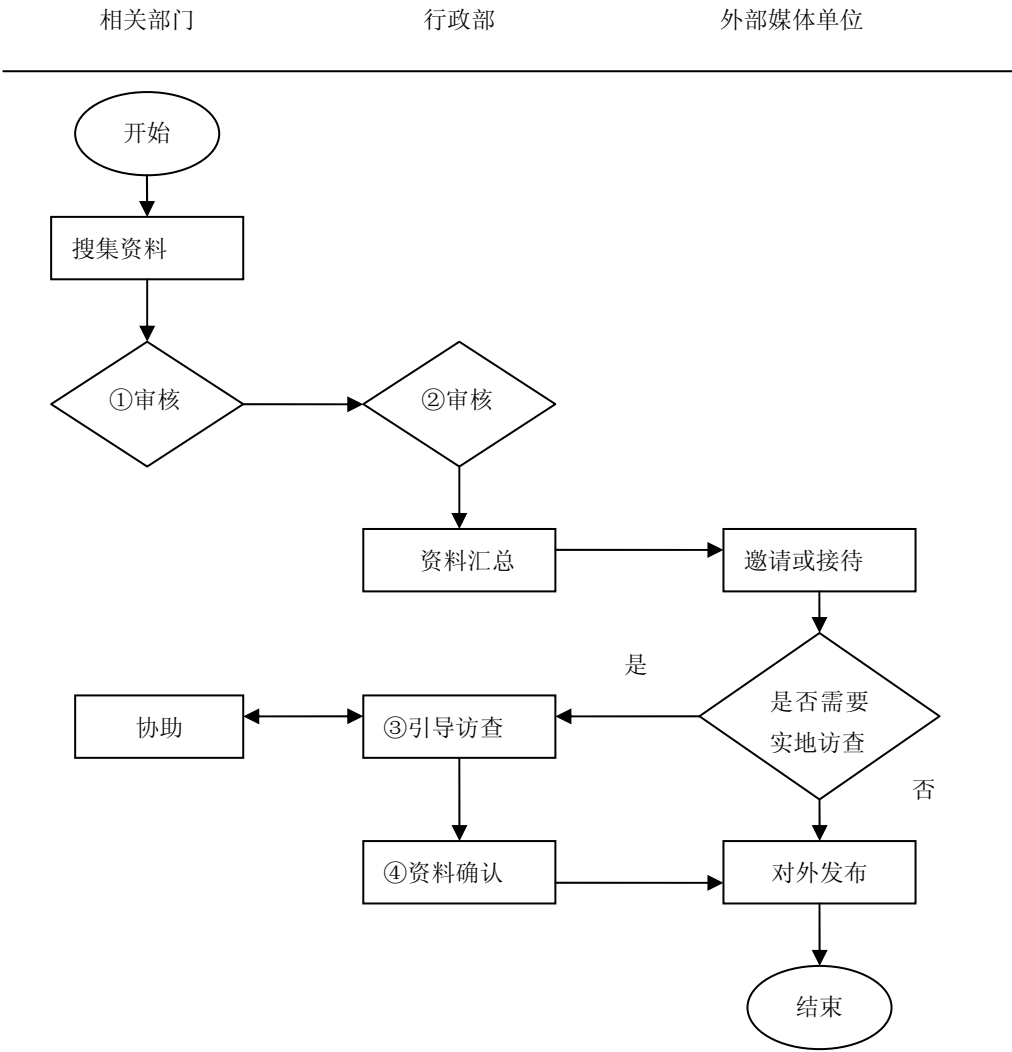 相关部门
行政部
外部媒体单位
开始
搜集资料
①审核
②审核
资料汇总
邀请或接待
是
是否需要
实地访查
协助
③引导访查
否
④资料确认
对外发布
结束